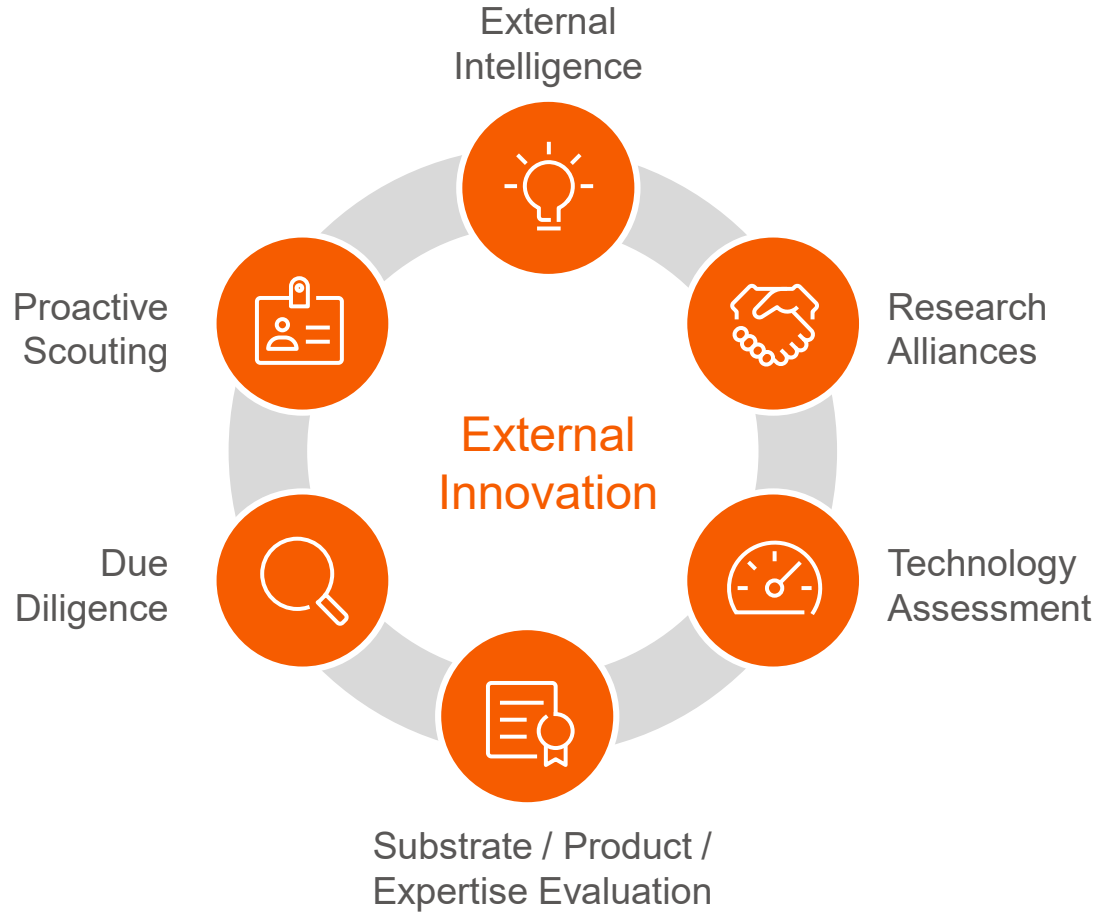 External
Intelligence
Proactive
Scouting
Research
Alliances
External
Innovation
Due
Diligence
Technology
Assessment
Substrate / Product /
Expertise Evaluation